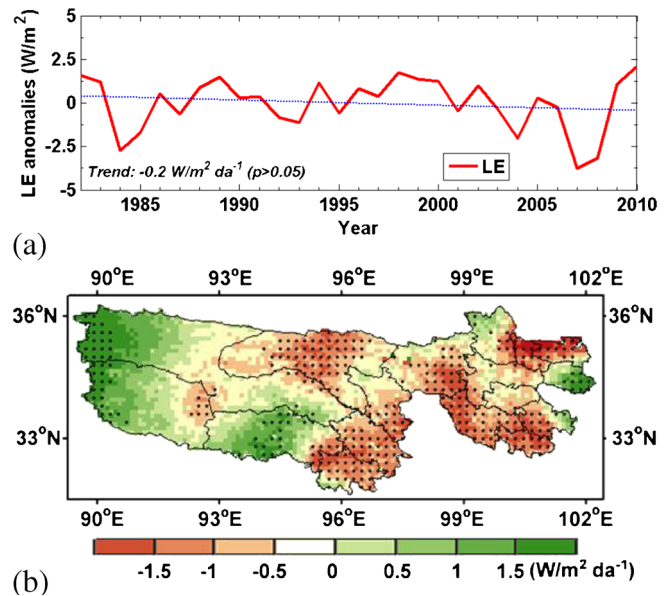 LE anomalies (W/m²)
5
2.5
0
-2.5
-5
Trend: -0.2 W/m² da⁻¹ (p>0.05)
LE
1985 1990 1995 2000 2005 2010
Year
(a)
90°E 93°E 96°E 99°E 102°E
36°N 36°N
33°N 33°N
90°E 93°E 96°E 99°E 102°E
-1.5 -1 -0.5 0 0.5 1 1.5 (W/m² da⁻¹)
(b)